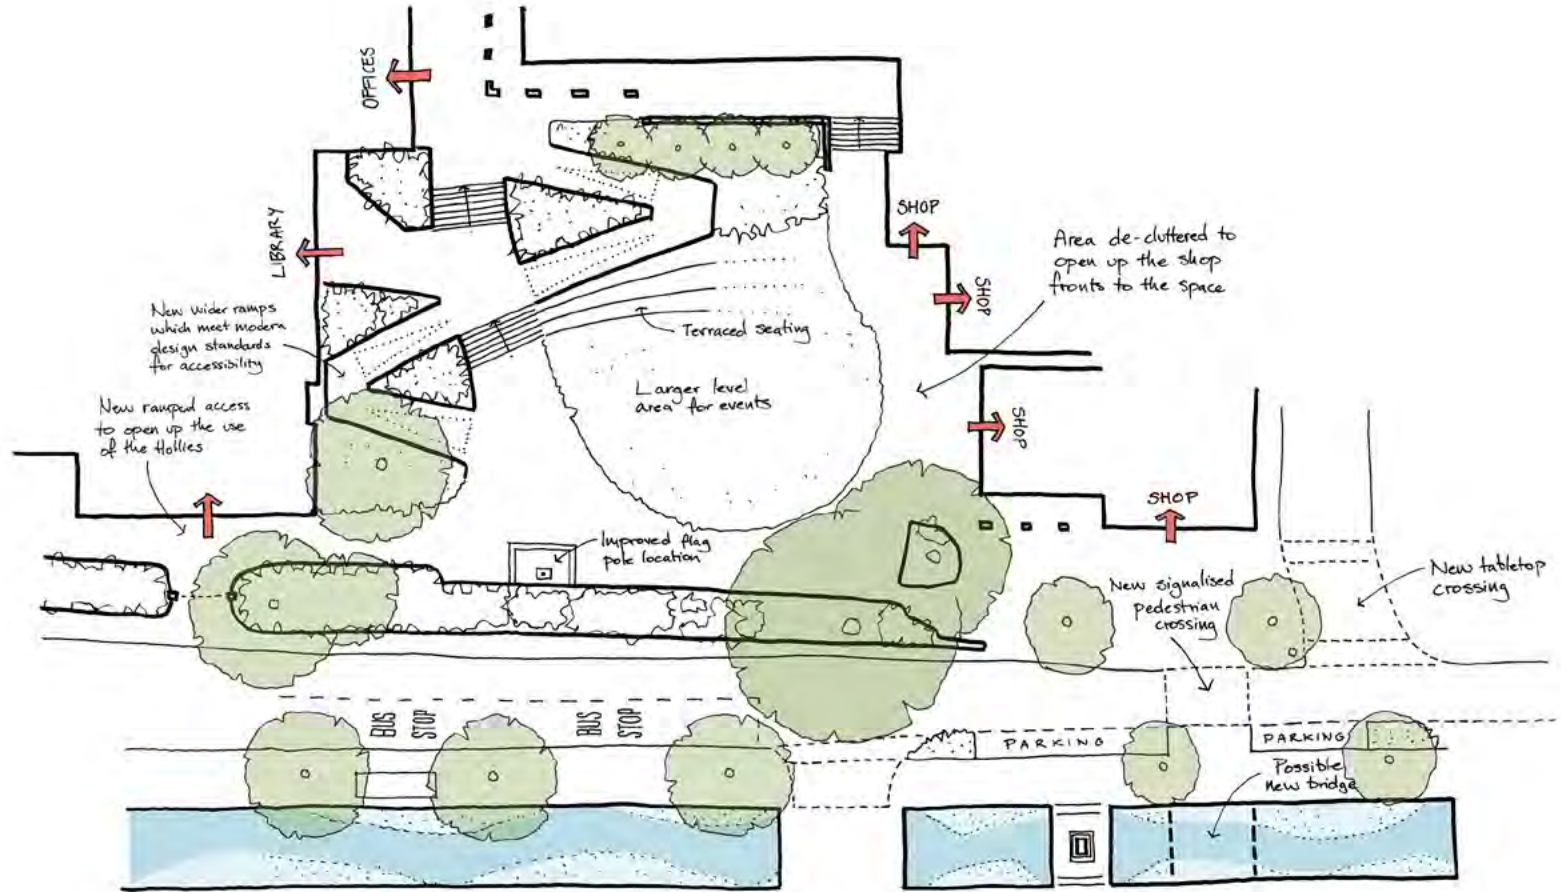 OFFICES
LIBRARY
SHOP
SHOP
Area de-cluttered to
open up the shop
fronts to the space
New wider ramps
which meet modern
design standards
for accessibility
Terraced seating
Larger level
area for events
New ramped access
to open up the use
of the Hollies
SHOP
SHOP
Improved flag
pole location
New signalised
pedestrian
crossing
New tabletop
crossing
BUS
STOP
BUS
STOP
PARKING
PARKING
Possible
new bridge